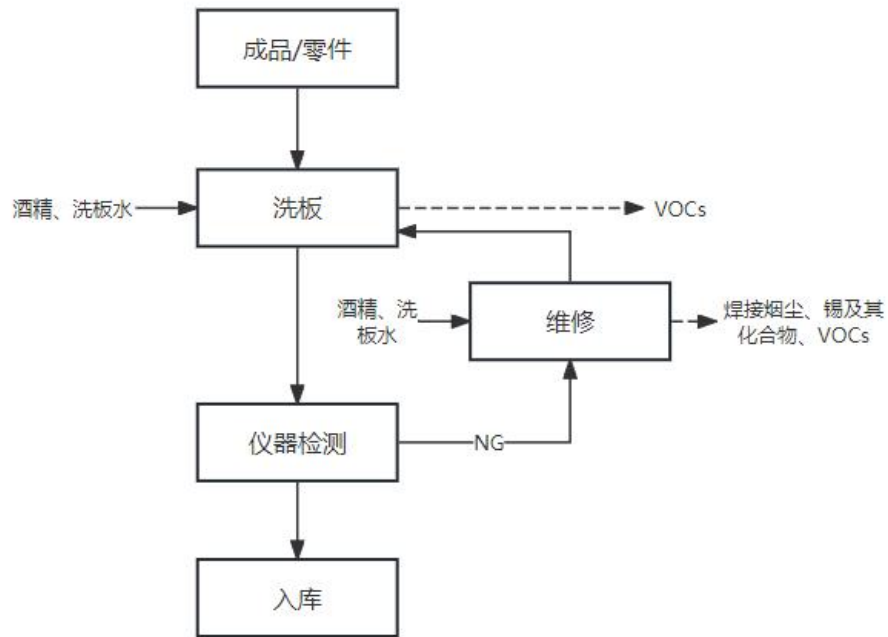 成品/零件
酒精、洗板水
洗板
VOCs
酒精、洗
板水
维修
焊接烟尘、锡及其
化合物、VOCs
仪器检测
NG
入库